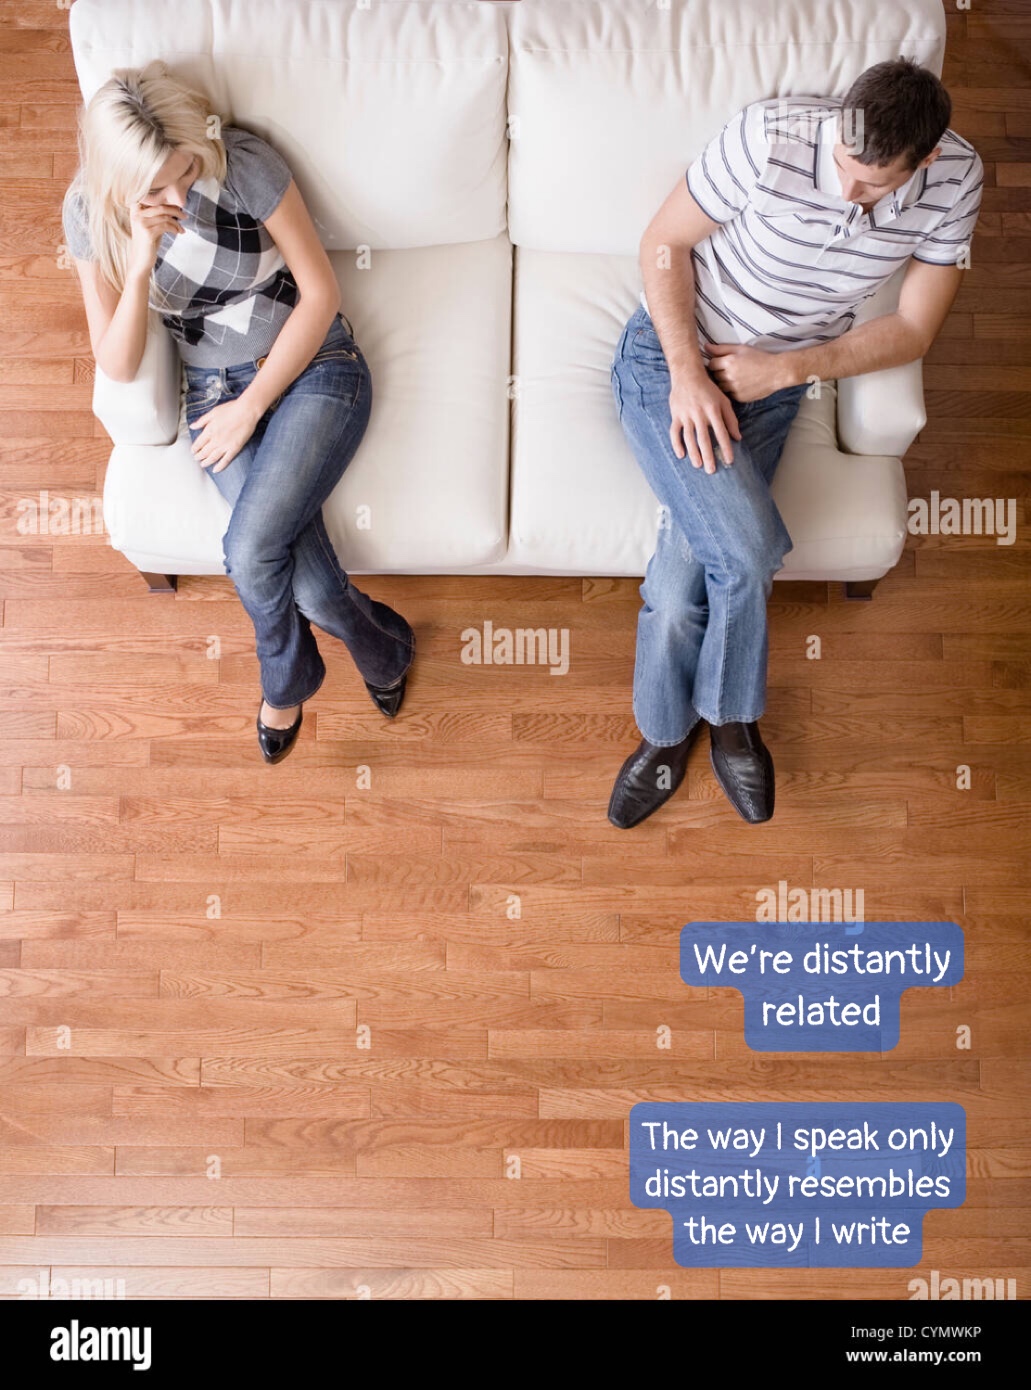 We're distantly
related
The way I speak only
distantly resembles
the way I write
alamy
alamy
alamy
alamy
alamy
alamy
Image ID: CYMWKP
www.alamy.com